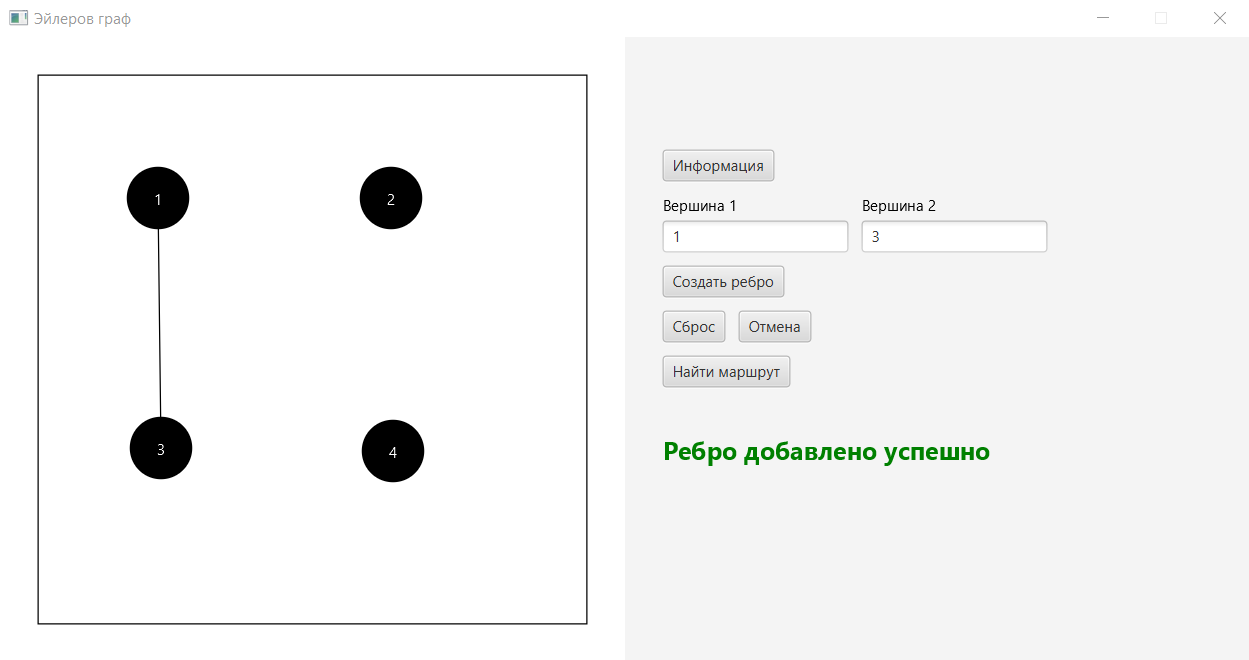 Эйлеров граф
1
2
3
4
Информация
Вершина 1
Вершина 2
1
3
Создать ребро
Сброс
Отмена
Найти маршрут
Ребро добавлено успешно